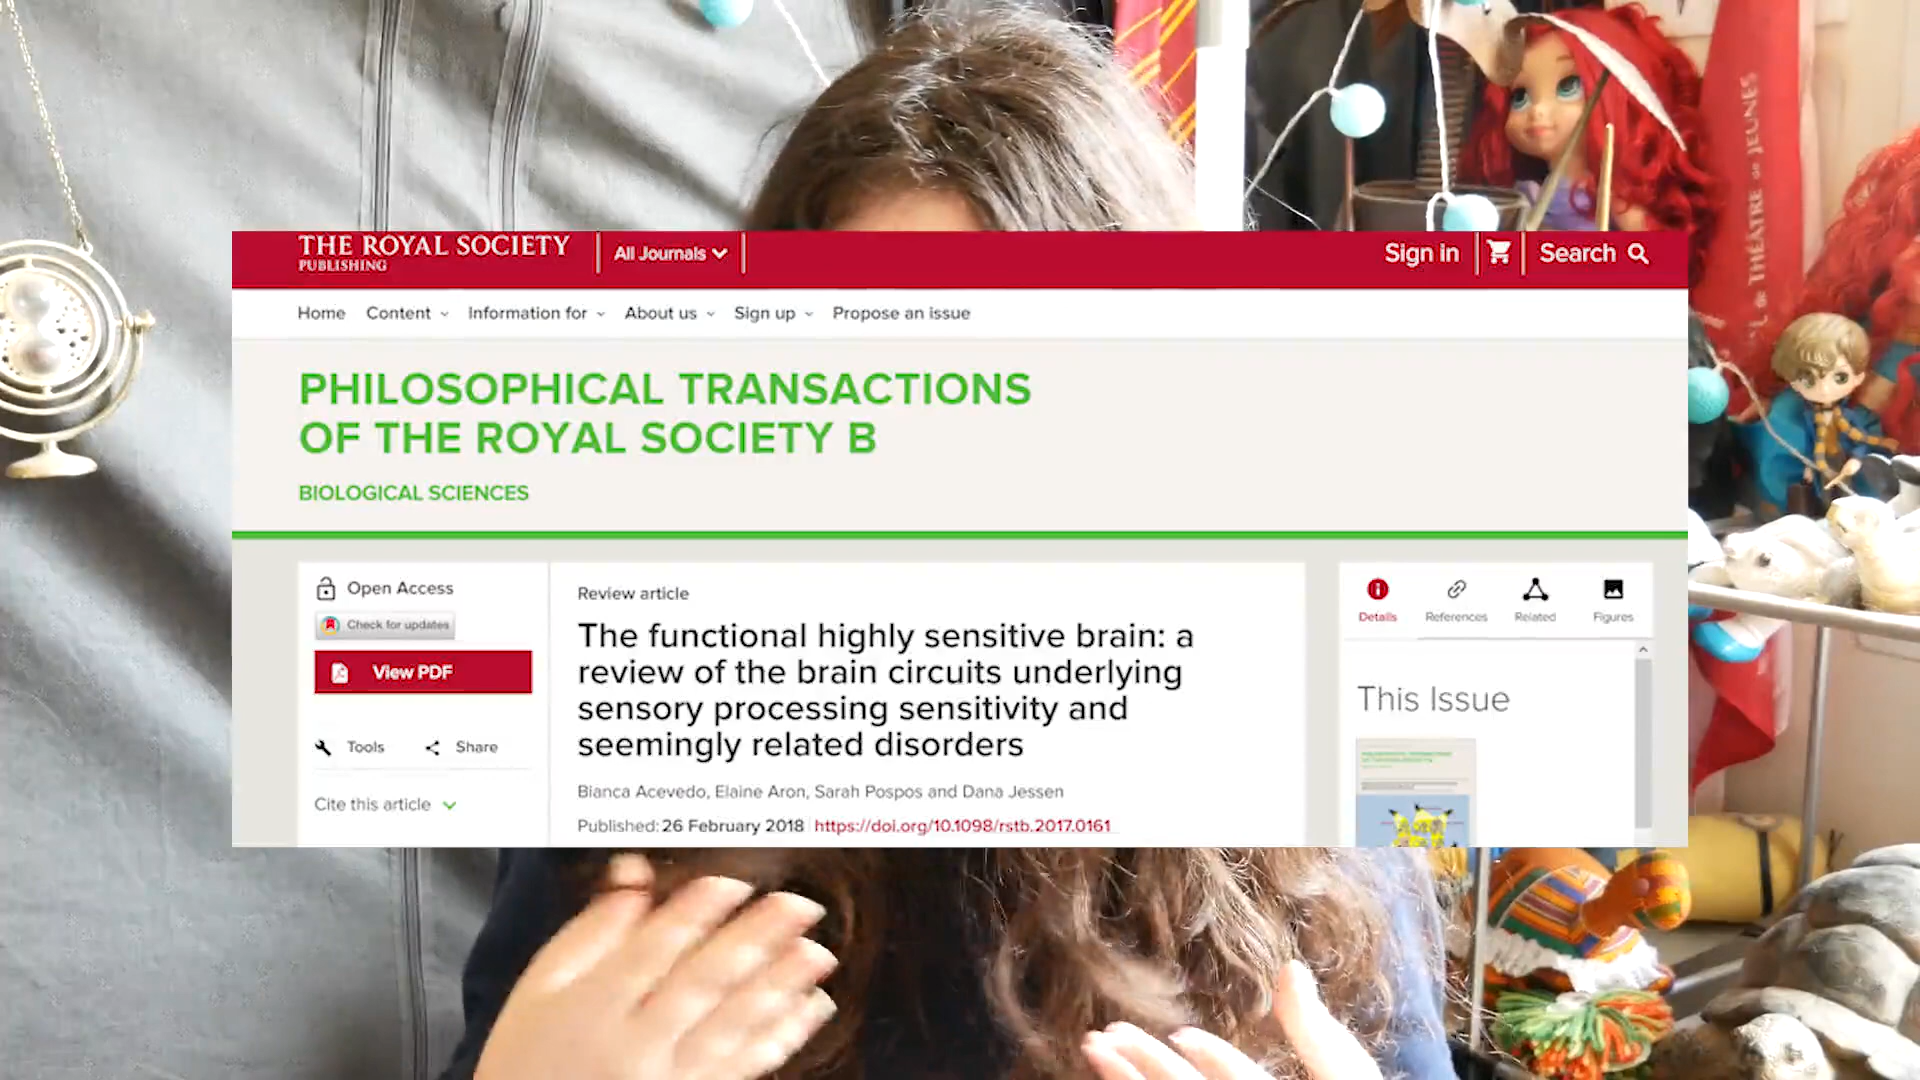 THE ROYAL SOCIETY
PUBLISHING
All Journals
Sign in
Search
Home
Content
Information for
About us
Sign up
Propose an issue
PHILOSOPHICAL TRANSACTIONS
OF THE ROYAL SOCIETY B
BIOLOGICAL SCIENCES
Open Access
Check for updates
View PDF
Tools
Share
Cite this article
Review article
The functional highly sensitive brain: a
review of the brain circuits underlying
sensory processing sensitivity and
seemingly related disorders
Bianca Acevedo, Elaine Aron, Sarah Pospos and Dana Jessen
Published: 26 February 2018 https://doi.org/10.1098/rstb.2017.0161
Details
References
Related
Figures
This Issue
THÉÂTRE de JEUNES